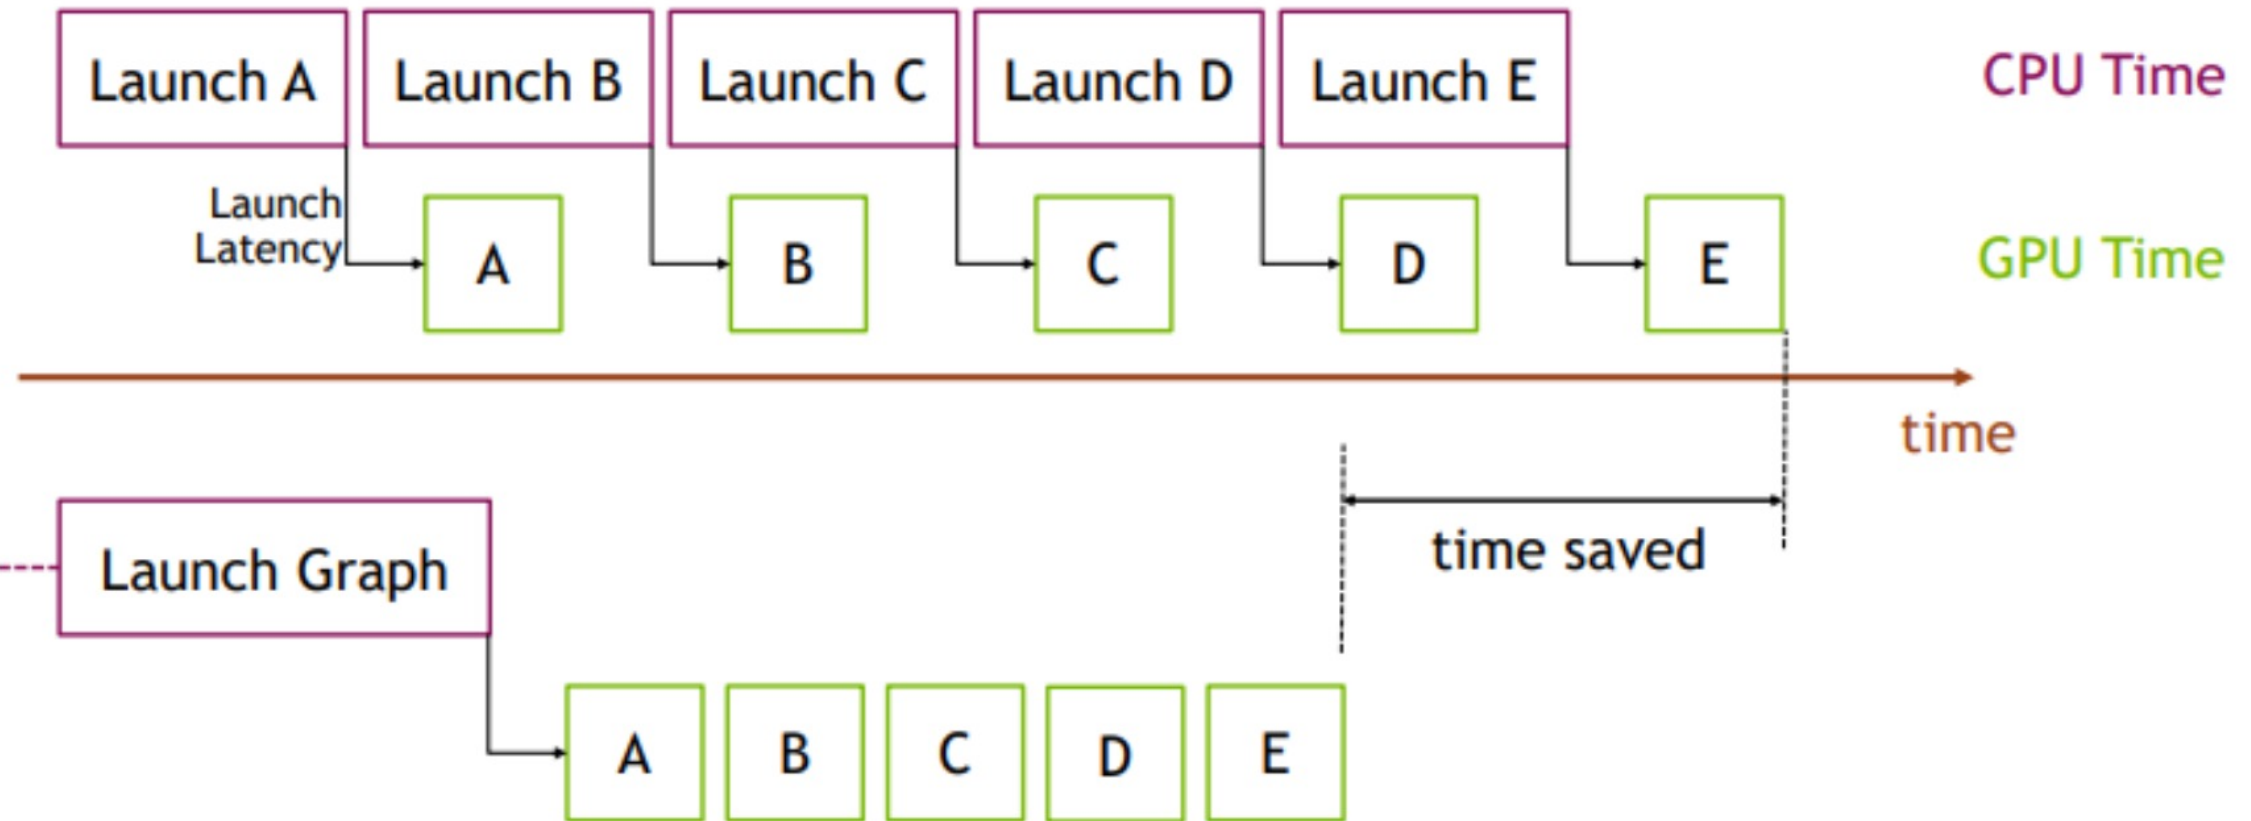 Launch A
Launch B
Launch C
Launch D
Launch E
CPU Time
Launch
Latency
A
B
C
D
E
GPU Time
time
Launch Graph
time saved
A
B
C
D
E